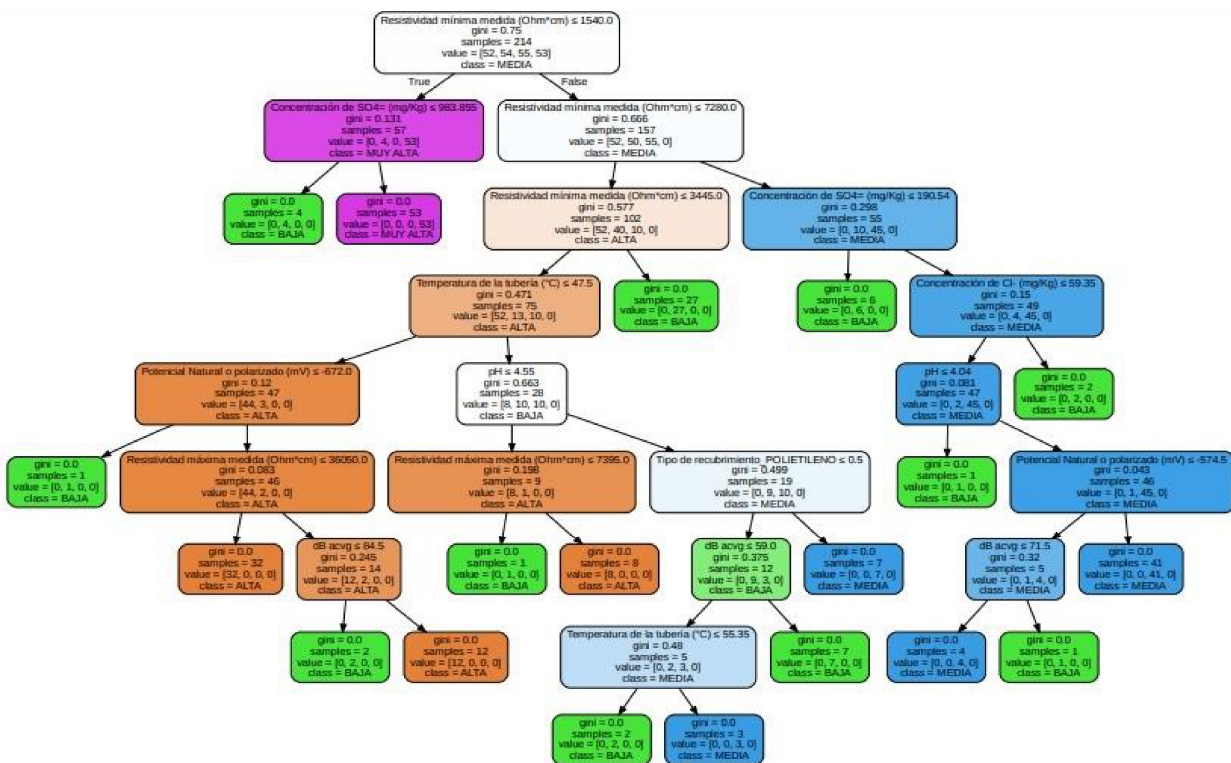 Resistividad mínima medida (Ohm*cm) ≤ 1540.0
gini = 0.75
samples = 214
value = [52, 54, 55, 53]
class = MEDIA
True
False
Concentración de SO4= (mg/Kg) ≤ 983.855
gini = 0.131
samples = 57
value = [0, 4, 0, 53]
class = MUY ALTA
Resistividad mínima medida (Ohm*cm) ≤ 7280.0
gini = 0.666
samples = 157
value = [52, 50, 55, 0]
class = MEDIA
gini = 0.0
samples = 4
value = [0, 4, 0, 0]
class = BAJA
gini = 0.0
samples = 53
value = [0, 0, 0, 53]
class = MUY ALTA
Resistividad mínima medida (Ohm*cm) ≤ 3445.0
gini = 0.577
samples = 102
value = [52, 40, 10, 0]
class = ALTA
Concentración de SO4= (mg/Kg) ≤ 190.54
gini = 0.298
samples = 55
value = [0, 10, 45, 0]
class = MEDIA
Temperatura de la tubería (°C) ≤ 47.5
gini = 0.471
samples = 75
value = [52, 13, 10, 0]
class = ALTA
gini = 0.0
samples = 27
value = [0, 27, 0, 0]
class = BAJA
gini = 0.0
samples = 6
value = [0, 6, 0, 0]
class = BAJA
Concentración de Cl- (mg/Kg) ≤ 59.35
gini = 0.15
samples = 49
value = [0, 4, 45, 0]
class = MEDIA
Potencial Natural o polarizado (mV) ≤ -672.0
gini = 0.12
samples = 47
value = [44, 3, 0, 0]
class = ALTA
pH ≤ 4.55
gini = 0.663
samples = 28
value = [8, 10, 10, 0]
class = BAJA
pH ≤ 4.04
gini = 0.081
samples = 47
value = [0, 2, 45, 0]
class = MEDIA
gini = 0.0
samples = 2
value = [0, 2, 0, 0]
class = BAJA
gini = 0.0
samples = 1
value = [0, 1, 0, 0]
class = BAJA
Resistividad máxima medida (Ohm*cm) ≤ 36050.0
gini = 0.083
samples = 46
value = [44, 2, 0, 0]
class = ALTA
Resistividad máxima medida (Ohm*cm) ≤ 7395.0
gini = 0.198
samples = 9
value = [8, 1, 0, 0]
class = ALTA
Tipo de recubrimiento_POLIETILENO ≤ 0.5
gini = 0.499
samples = 19
value = [0, 9, 10, 0]
class = MEDIA
gini = 0.0
samples = 1
value = [0, 1, 0, 0]
class = BAJA
Potencial Natural o polarizado (mV) ≤ -574.5
gini = 0.043
samples = 46
value = [0, 1, 45, 0]
class = MEDIA
gini = 0.0
samples = 32
value = [32, 0, 0, 0]
class = ALTA
dB acvg ≤ 84.5
gini = 0.245
samples = 14
value = [12, 2, 0, 0]
class = ALTA
gini = 0.0
samples = 1
value = [0, 1, 0, 0]
class = BAJA
gini = 0.0
samples = 8
value = [8, 0, 0, 0]
class = ALTA
dB acvg ≤ 59.0
gini = 0.375
samples = 12
value = [0, 9, 3, 0]
class = BAJA
gini = 0.0
samples = 7
value = [0, 0, 7, 0]
class = MEDIA
dB acvg ≤ 71.5
gini = 0.32
samples = 5
value = [0, 1, 4, 0]
class = MEDIA
gini = 0.0
samples = 41
value = [0, 0, 41, 0]
class = MEDIA
gini = 0.0
samples = 2
value = [0, 2, 0, 0]
class = BAJA
gini = 0.0
samples = 12
value = [12, 0, 0, 0]
class = ALTA
Temperatura de la tubería (°C) ≤ 55.35
gini = 0.48
samples = 5
value = [0, 2, 3, 0]
class = MEDIA
gini = 0.0
samples = 7
value = [0, 7, 0, 0]
class = BAJA
gini = 0.0
samples = 4
value = [0, 0, 4, 0]
class = MEDIA
gini = 0.0
samples = 1
value = [0, 1, 0, 0]
class = BAJA
gini = 0.0
samples = 2
value = [0, 2, 0, 0]
class = BAJA
gini = 0.0
samples = 3
value = [0, 0, 3, 0]
class = MEDIA